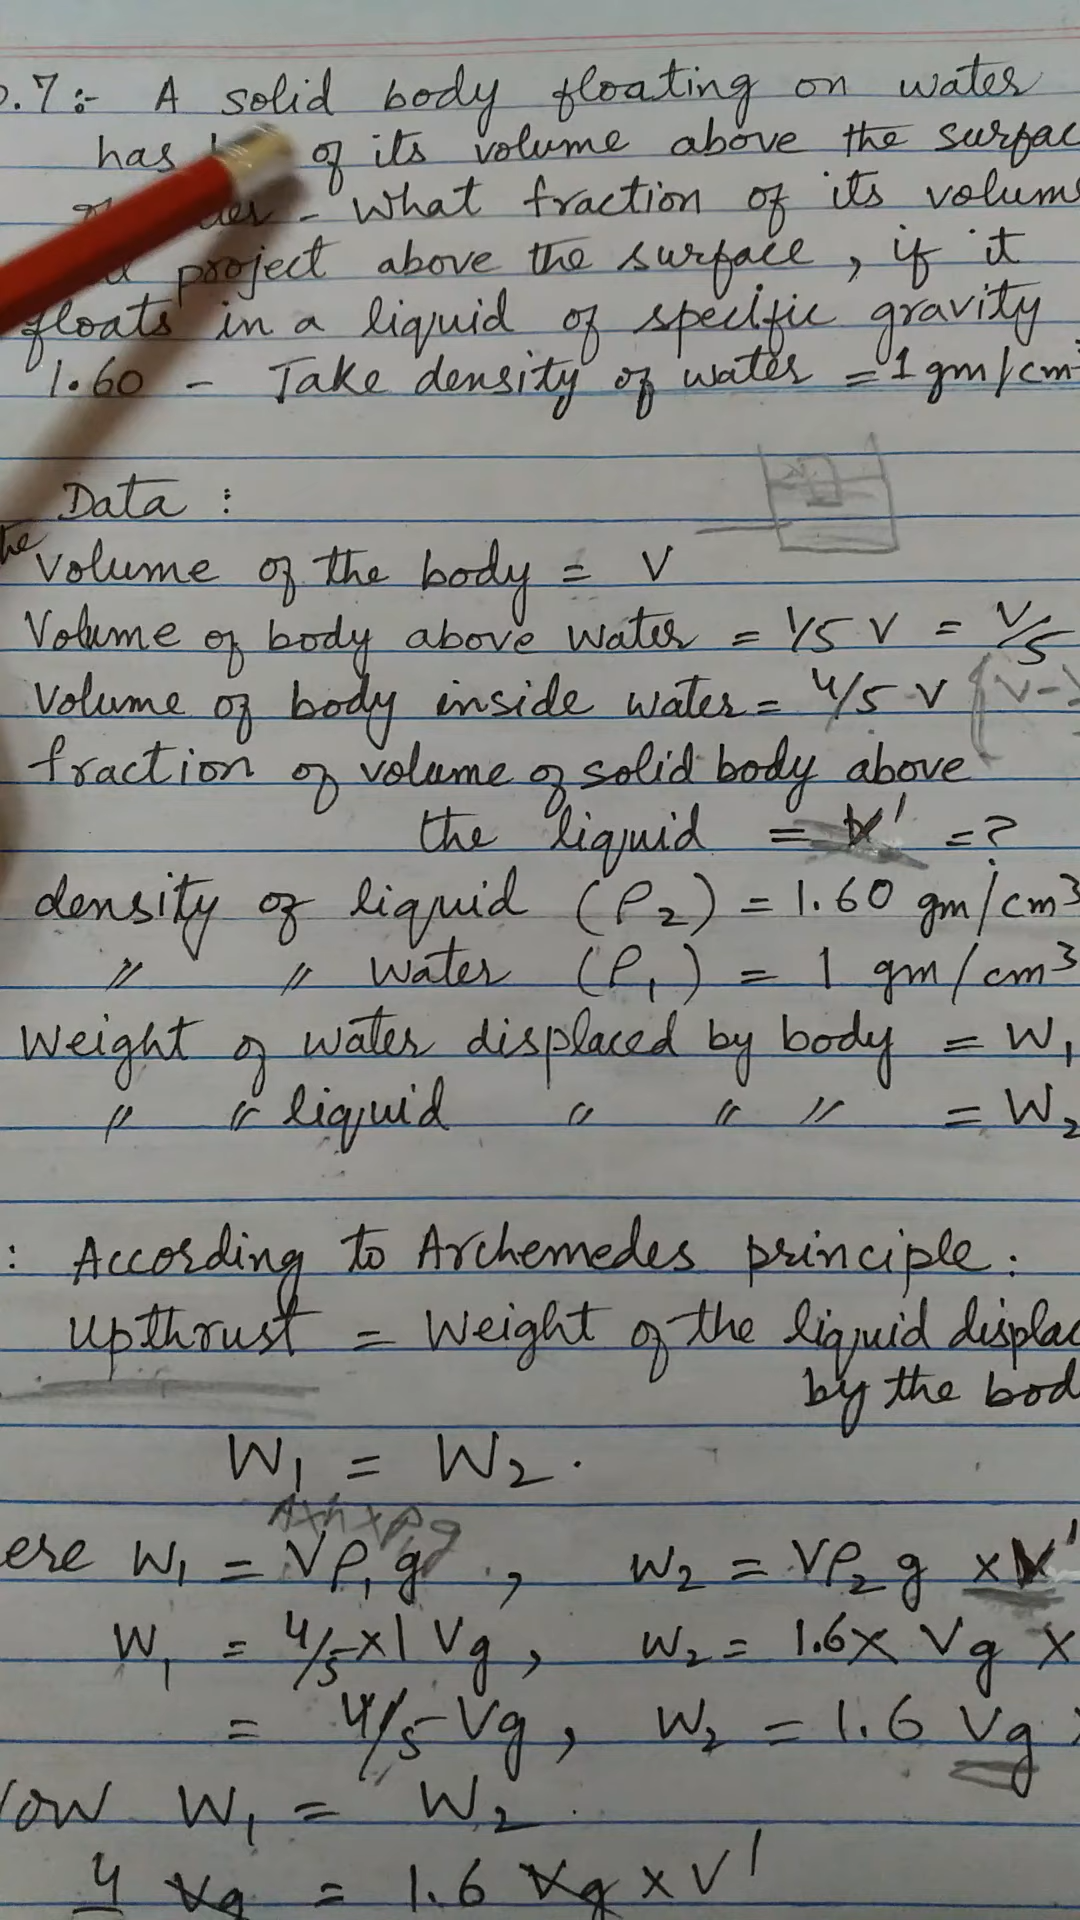 .7:- A solid body floating on water
has of its volume above the surfac
- What fraction of its volum
project above the surface, if it
floats in a liquid of specific gravity
1.60 - Take density of water = 1 gm/cm
Data :
the
volume of the body = V
Volume of body above water = 1/5 V = V/5
Volume of body inside water = 4/5 V {V-
fraction of volume of solid body above
the liquid = V' = ?
density of liquid (ρ2) = 1.60 gm/cm³
" " Water (ρ1) = 1 gm/cm³
Weight of water displaced by body = W1
" " liquid " " " = W2
: According to Archemedes principle.
upthrust = Weight of the liquid displac
by the bod
W1 = W2.
A×h×ρg
ere W1 = Vρ1g , W2 = Vρ2g × V'
W1 = 4/5×1 Vg , W2 = 1.6× Vg ×
= 4/5 Vg , W2 = 1.6 Vg
Now W1 = W2.
4 Vg = 1.6 Vg × V'